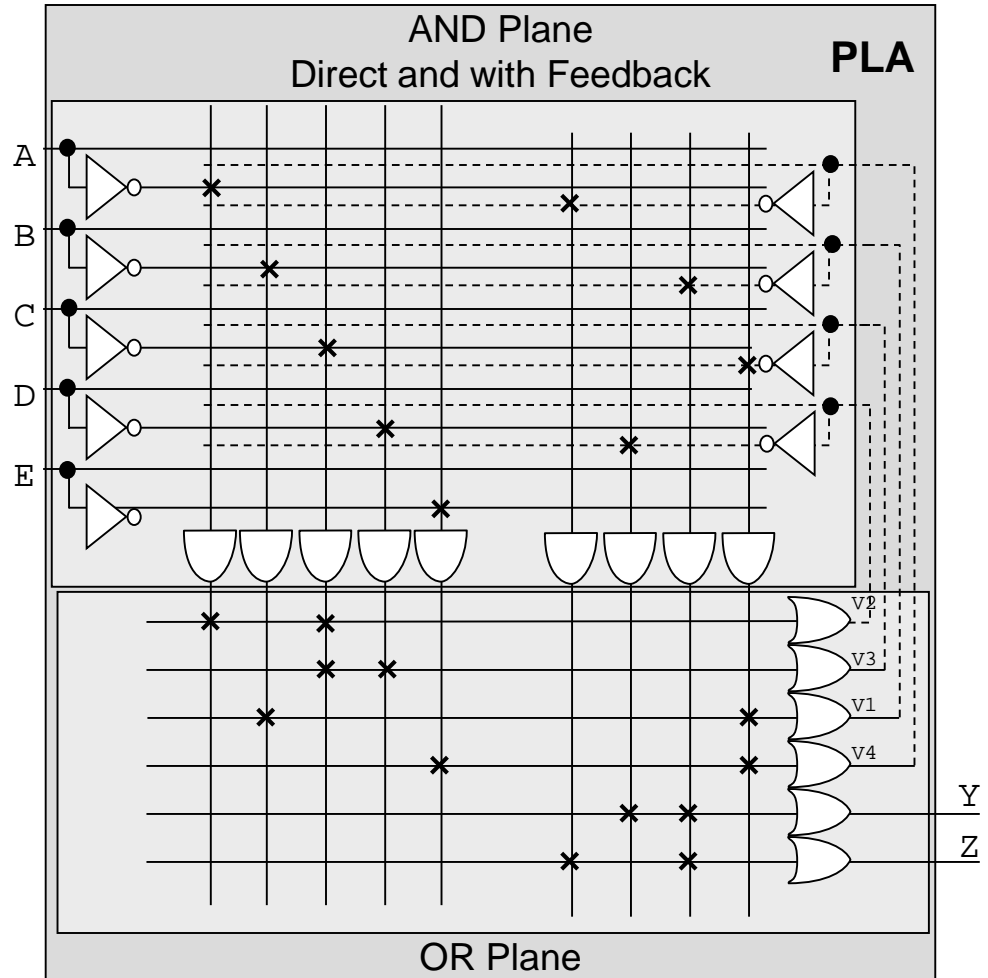 AND Plane
Direct and with Feedback
PLA
A
B
C
D
E
V2
V3
V1
V4
Y
Z
OR Plane